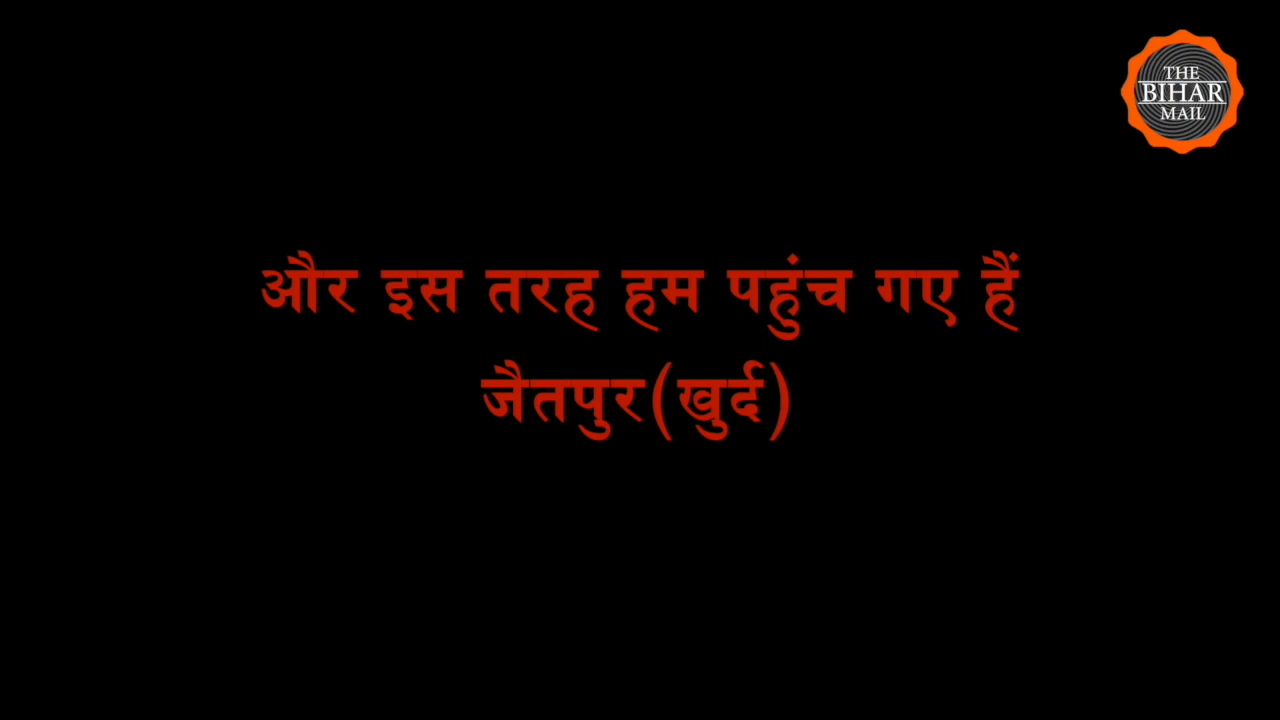 THE
BIHAR
MAIL
और इस तरह हम पहुंच गए हैं
जैतपुर(खुर्द)